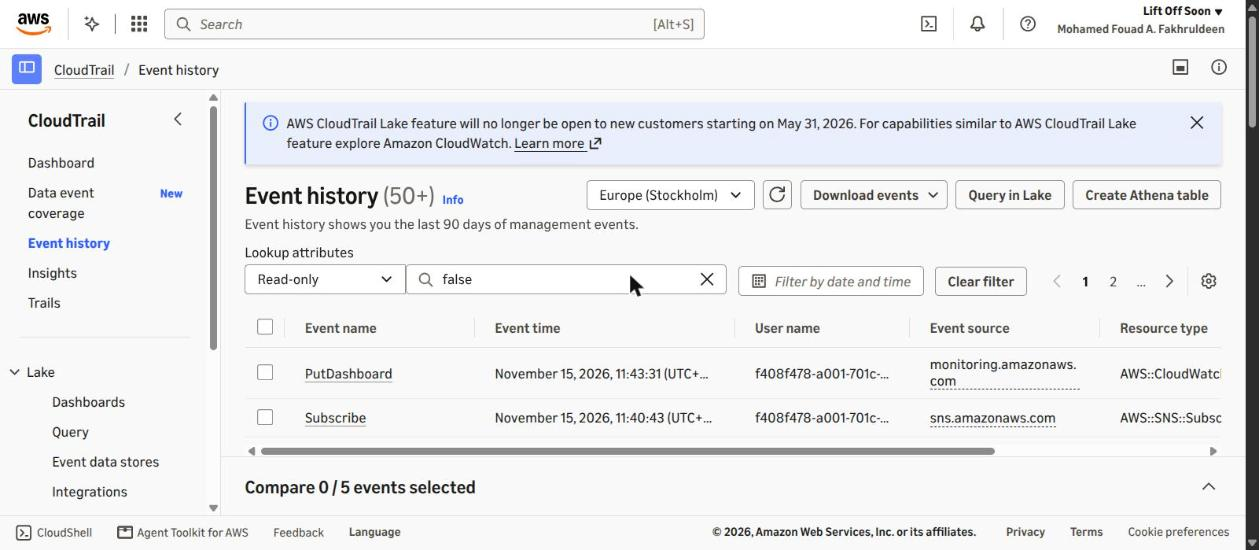 aws
Search [Alt+S]
Lift Off Soon
Mohamed Fouad A. Fakhruldeen
CloudTrail / Event history
CloudTrail
Dashboard
Data event coverage New
Event history
Insights
Trails
Lake
Dashboards
Query
Event data stores
Integrations
AWS CloudTrail Lake feature will no longer be open to new customers starting on May 31, 2026. For capabilities similar to AWS CloudTrail Lake
feature explore Amazon CloudWatch. Learn more
Event history (50+) Info
Europe (Stockholm) Download events Query in Lake Create Athena table
Event history shows you the last 90 days of management events.
Lookup attributes
Read-only false Filter by date and time Clear filter 1 2 ...
Event name Event time User name Event source Resource type
PutDashboard November 15, 2026, 11:43:31 (UTC+... f408f478-a001-701c-... monitoring.amazonaws.com AWS::CloudWatc
Subscribe November 15, 2026, 11:40:43 (UTC+... f408f478-a001-701c-... sns.amazonaws.com AWS::SNS::Subsc
Compare 0 / 5 events selected
CloudShell Agent Toolkit for AWS Feedback Language © 2026, Amazon Web Services, Inc. or its affiliates. Privacy Terms Cookie preferences